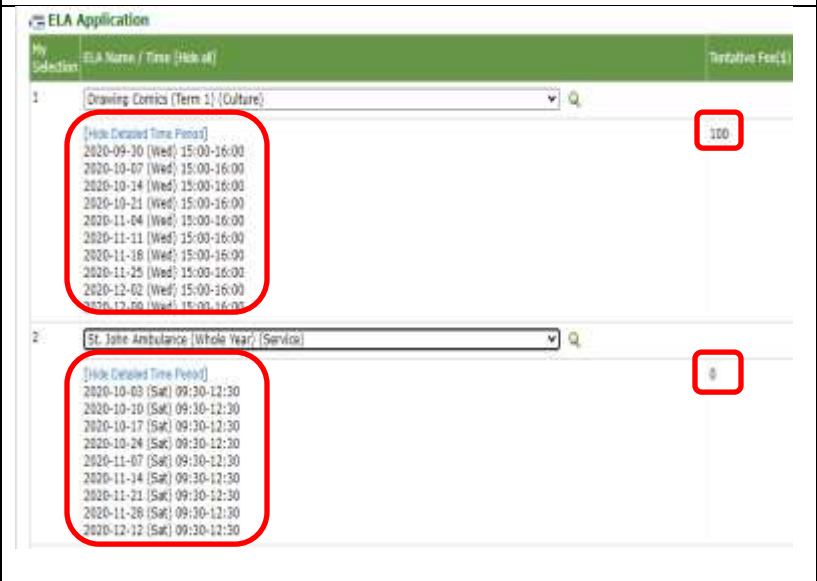 ELA Application
My Selection
ELA Name / Time [Hide all]
Tentative Fee($)
1
Drawing Comics (Term 1) (Culture)
[Hide Detailed Time Period]
100
2020-09-30 (Wed) 15:00-16:00
2020-10-07 (Wed) 15:00-16:00
2020-10-14 (Wed) 15:00-16:00
2020-10-21 (Wed) 15:00-16:00
2020-11-04 (Wed) 15:00-16:00
2020-11-11 (Wed) 15:00-16:00
2020-11-18 (Wed) 15:00-16:00
2020-11-25 (Wed) 15:00-16:00
2020-12-02 (Wed) 15:00-16:00
2020-12-09 (Wed) 15:00-16:00
2
St. John Ambulance (Whole Year) (Service)
[Hide Detailed Time Period]
0
2020-10-03 (Sat) 09:30-12:30
2020-10-10 (Sat) 09:30-12:30
2020-10-17 (Sat) 09:30-12:30
2020-10-24 (Sat) 09:30-12:30
2020-11-07 (Sat) 09:30-12:30
2020-11-14 (Sat) 09:30-12:30
2020-11-21 (Sat) 09:30-12:30
2020-11-28 (Sat) 09:30-12:30
2020-12-12 (Sat) 09:30-12:30